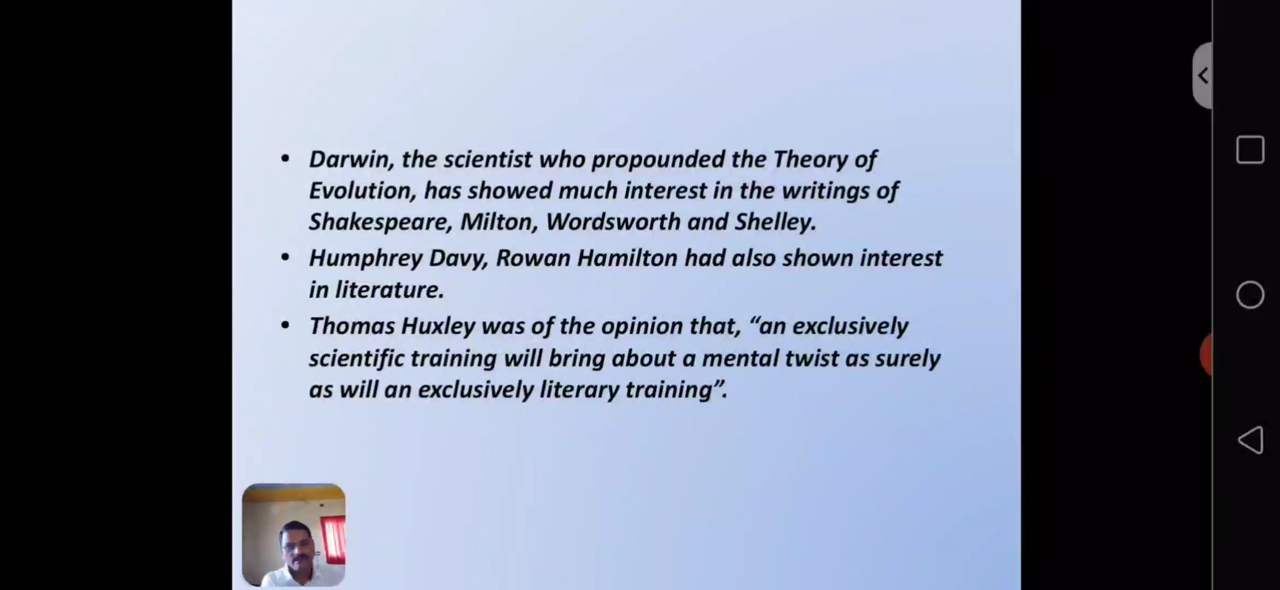 • Darwin, the scientist who propounded the Theory of
Evolution, has showed much interest in the writings of
Shakespeare, Milton, Wordsworth and Shelley.
• Humphrey Davy, Rowan Hamilton had also shown interest
in literature.
• Thomas Huxley was of the opinion that, “an exclusively
scientific training will bring about a mental twist as surely
as will an exclusively literary training”.